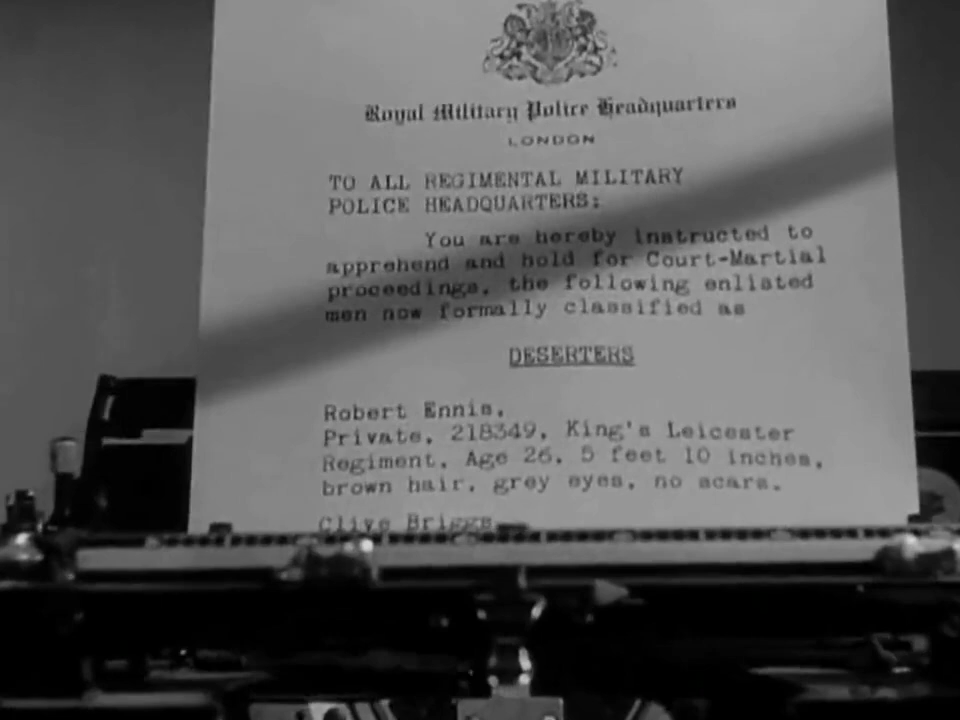 Royal Military Police Headquarters
LONDON
TO ALL REGIMENTAL MILITARY
POLICE HEADQUARTERS:
You are hereby instructed to
apprehend and hold for Court-Martial
proceedings, the following enlisted
men now formally classified as
DESERTERS
Robert Ennis,
Private, 218349, King's Leicester
Regiment, Age 26, 5 feet 10 inches,
brown hair, grey eyes, no scars.
Clive Briggs